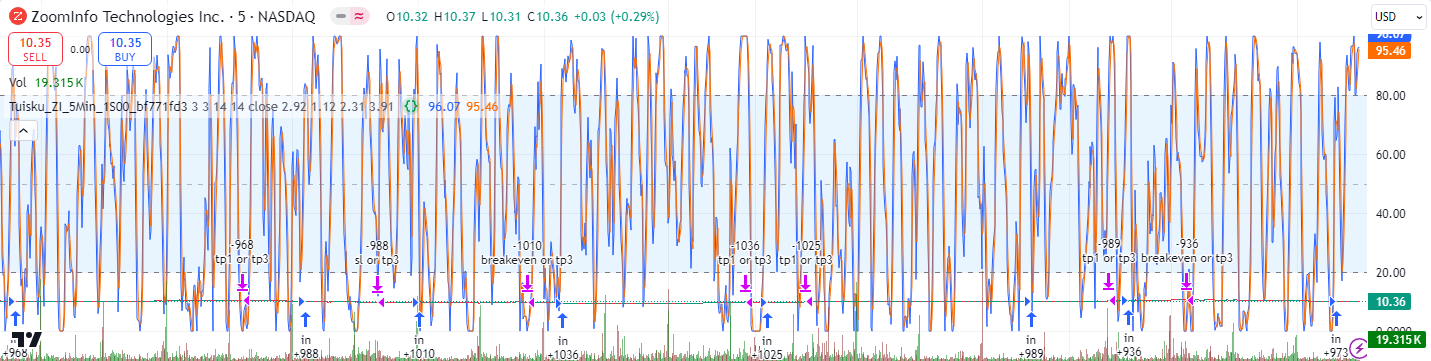 Z ZoomInfo Technologies Inc. · 5 · NASDAQ O10.32 H10.37 L10.31 C10.36 +0.03 (+0.29%) USD
10.35 SELL 0.00 10.35 BUY
95.46
Vol 19.315K
80.00
Tuisku_ZI_5Min_1S00_bf771fd3 3 3 14 14 close 2.92 1.12 2.31 3.91 {} 96.07 95.46
60.00
40.00
-968 -988 -1010 -1036 -1025 -989 -936
tp1 or tp3 sl or tp3 breakeven or tp3 tp1 or tp3 tp1 or tp3 tp1 or tp3 breakeven or tp3
20.00
10.36
in in in in in in in in
19.315K
+968 +988 +1010 +1036 +1025 +989 +936 +973